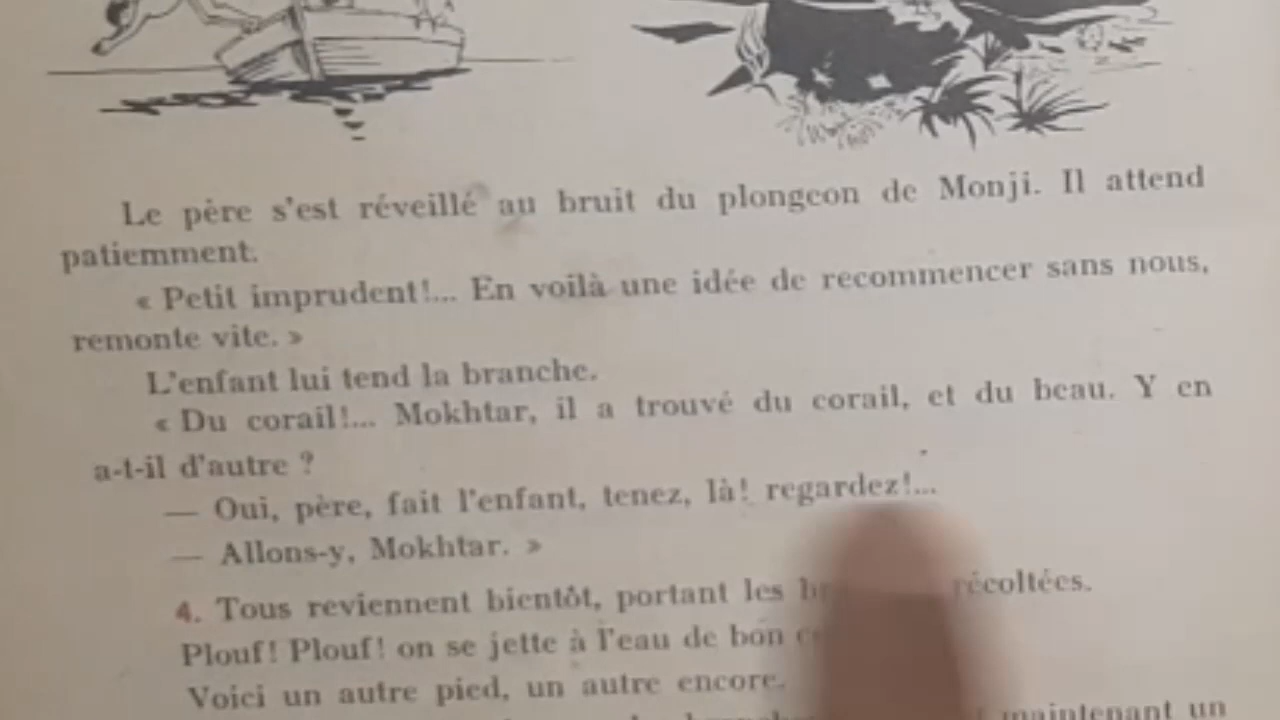 Le père s'est réveillé au bruit du plongeon de Monji. Il attend
patiemment.
« Petit imprudent!... En voilà une idée de recommencer sans nous,
remonte vite. »
L'enfant lui tend la branche.
« Du corail!... Mokhtar, il a trouvé du corail, et du beau. Y en
a-t-il d'autre ?
— Oui, père, fait l'enfant, tenez, là! regardez!...
— Allons-y, Mokhtar. »
4. Tous reviennent bientôt, portant les récoltées.
Plouf! Plouf! on se jette à l'eau de bon
Voici un autre pied, un autre encore.
maintenant un